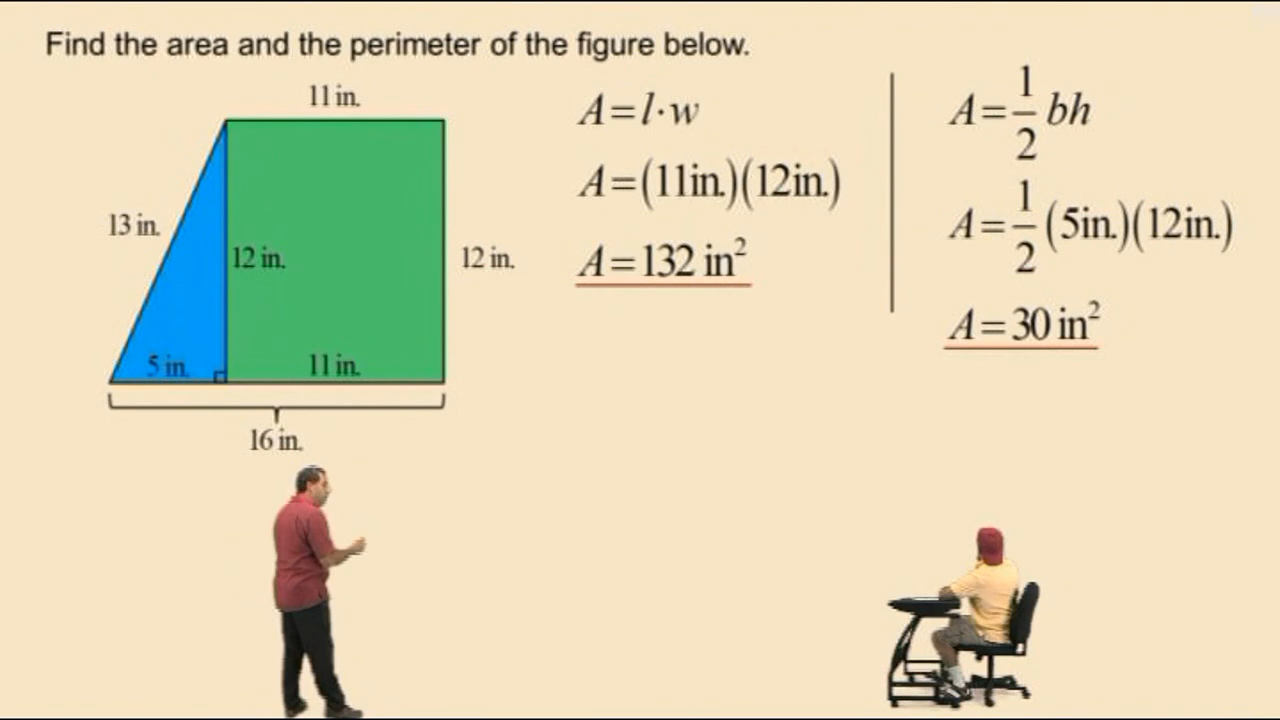 Find the area and the perimeter of the figure below.
11 in.
13 in.
12 in.
12 in.
5 in.
11 in.
16 in.
A=l·w
A=(11in.)(12in.)
A=132 in²
A=1/2 bh
A=1/2 (5in.)(12in.)
A=30 in²